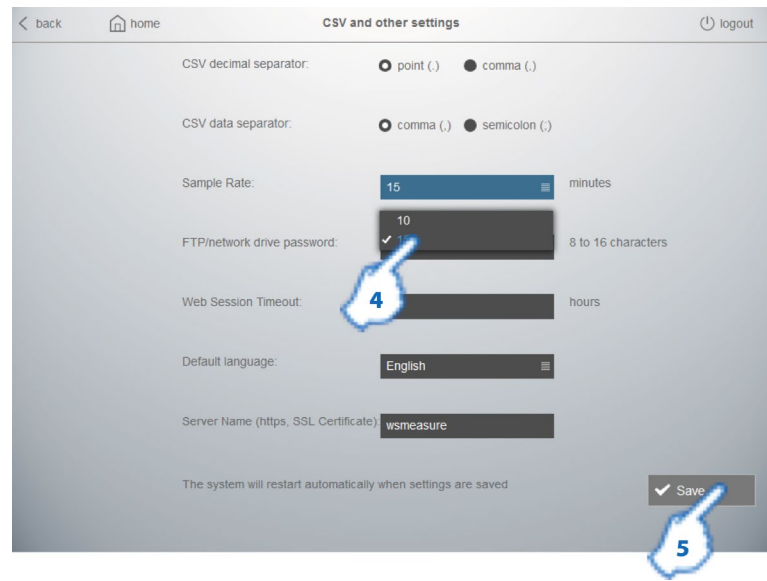 back home CSV and other settings logout
CSV decimal separator: point (.) comma (,)
CSV data separator: comma (,) semicolon (;)
Sample Rate: 15 minutes
10
FTP/network drive password: 15 8 to 16 characters
4
Web Session Timeout: hours
Default language: English
Server Name (https, SSL Certificate): wsmeasure
The system will restart automatically when settings are saved
Save
5